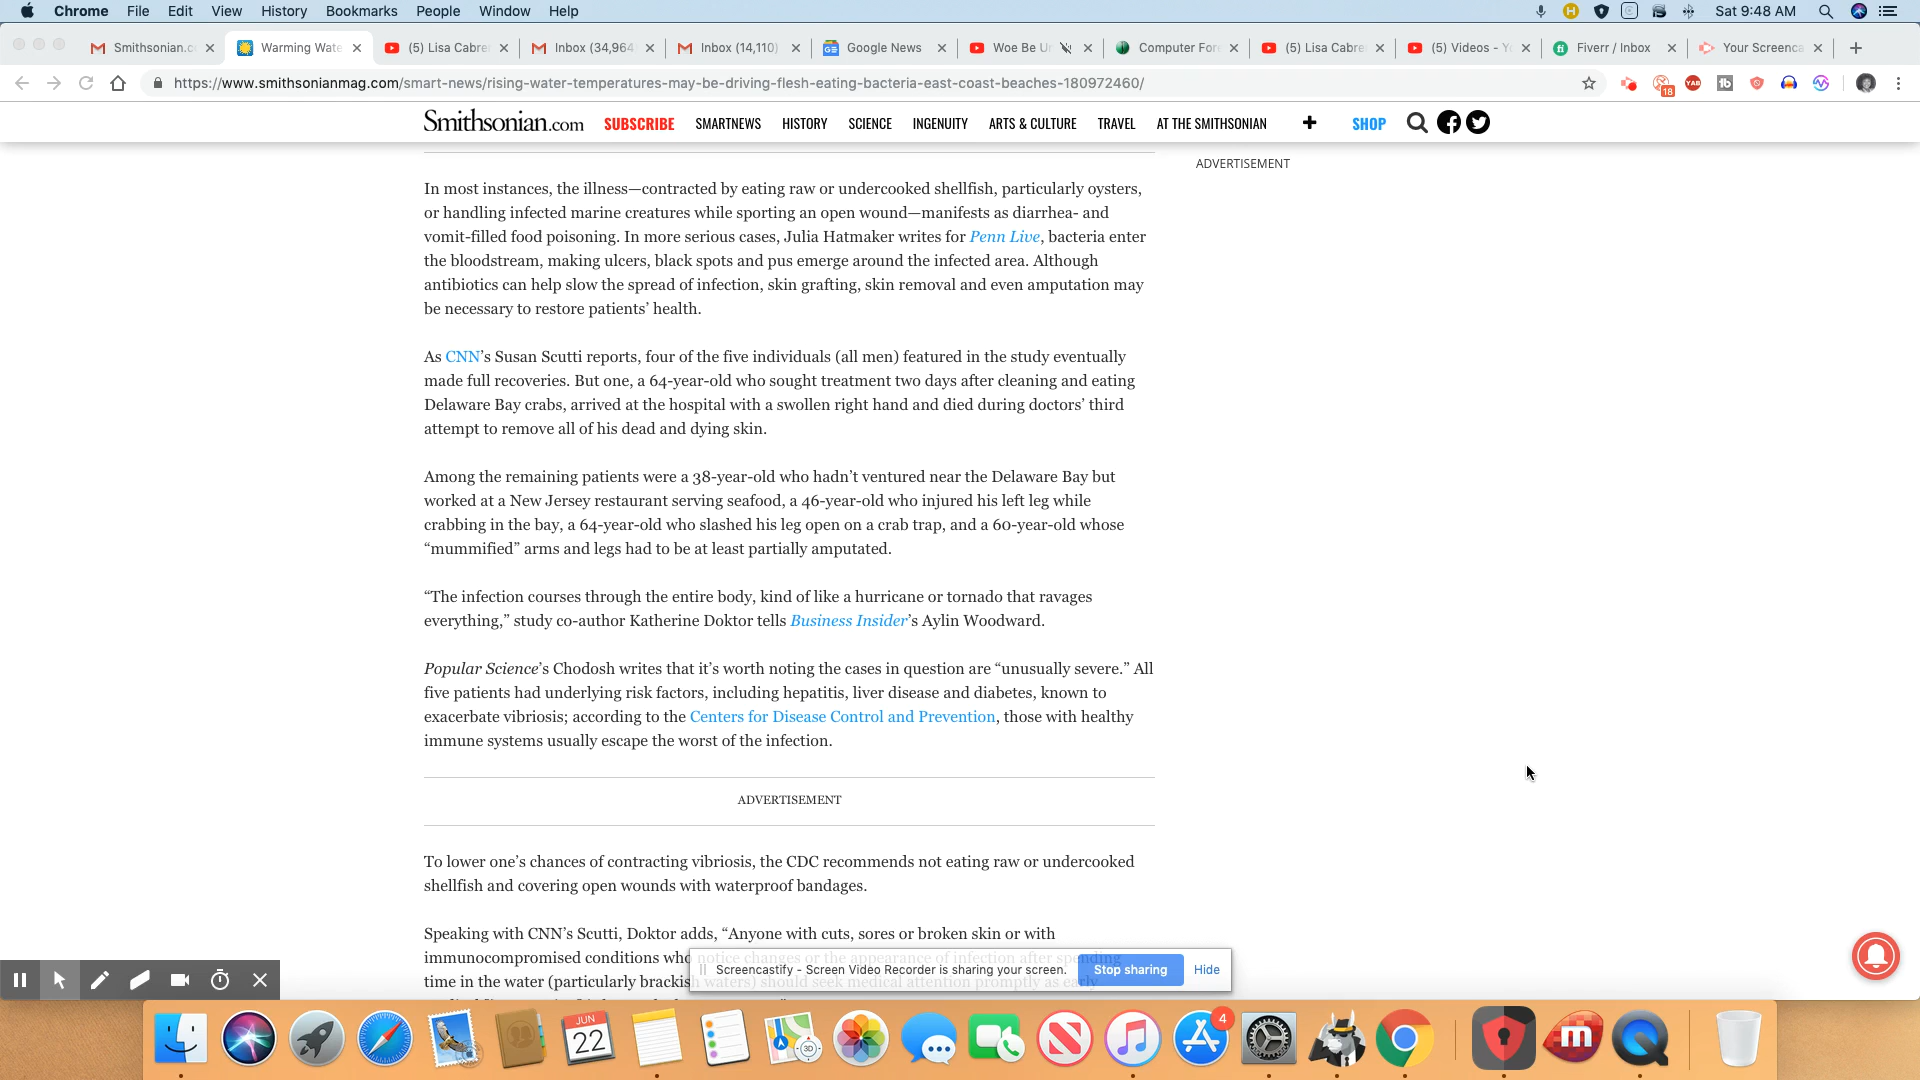 Chrome File Edit View History Bookmarks People Window Help Sat 9:48 AM
Smithsonian.c Warming Wate (5) Lisa Cabre Inbox (34,964 Inbox (14,110) Google News Woe Be U Computer For (5) Lisa Cabre (5) Videos - Y Fiverr / Inbox Your Screenca
https://www.smithsonianmag.com/smart-news/rising-water-temperatures-may-be-driving-flesh-eating-bacteria-east-coast-beaches-180972460/
18
Smithsonian.com SUBSCRIBE SMARTNEWS HISTORY SCIENCE INGENUITY ARTS & CULTURE TRAVEL AT THE SMITHSONIAN SHOP
ADVERTISEMENT
In most instances, the illness—contracted by eating raw or undercooked shellfish, particularly oysters,
or handling infected marine creatures while sporting an open wound—manifests as diarrhea- and
vomit-filled food poisoning. In more serious cases, Julia Hatmaker writes for Penn Live, bacteria enter
the bloodstream, making ulcers, black spots and pus emerge around the infected area. Although
antibiotics can help slow the spread of infection, skin grafting, skin removal and even amputation may
be necessary to restore patients’ health.
As CNN’s Susan Scutti reports, four of the five individuals (all men) featured in the study eventually
made full recoveries. But one, a 64-year-old who sought treatment two days after cleaning and eating
Delaware Bay crabs, arrived at the hospital with a swollen right hand and died during doctors’ third
attempt to remove all of his dead and dying skin.
Among the remaining patients were a 38-year-old who hadn’t ventured near the Delaware Bay but
worked at a New Jersey restaurant serving seafood, a 46-year-old who injured his left leg while
crabbing in the bay, a 64-year-old who slashed his leg open on a crab trap, and a 60-year-old whose
“mummified” arms and legs had to be at least partially amputated.
“The infection courses through the entire body, kind of like a hurricane or tornado that ravages
everything,” study co-author Katherine Doktor tells Business Insider’s Aylin Woodward.
Popular Science’s Chodosh writes that it’s worth noting the cases in question are “unusually severe.” All
five patients had underlying risk factors, including hepatitis, liver disease and diabetes, known to
exacerbate vibriosis; according to the Centers for Disease Control and Prevention, those with healthy
immune systems usually escape the worst of the infection.
ADVERTISEMENT
To lower one’s chances of contracting vibriosis, the CDC recommends not eating raw or undercooked
shellfish and covering open wounds with waterproof bandages.
Speaking with CNN’s Scutti, Doktor adds, “Anyone with cuts, sores or broken skin or with
immunocompromised conditions who notice changes or the appearance of infection after spending
time in the water (particularly brackish waters) should seek medical attention promptly as early
Screencastify - Screen Video Recorder is sharing your screen. Stop sharing Hide
JUN
22
3D
4